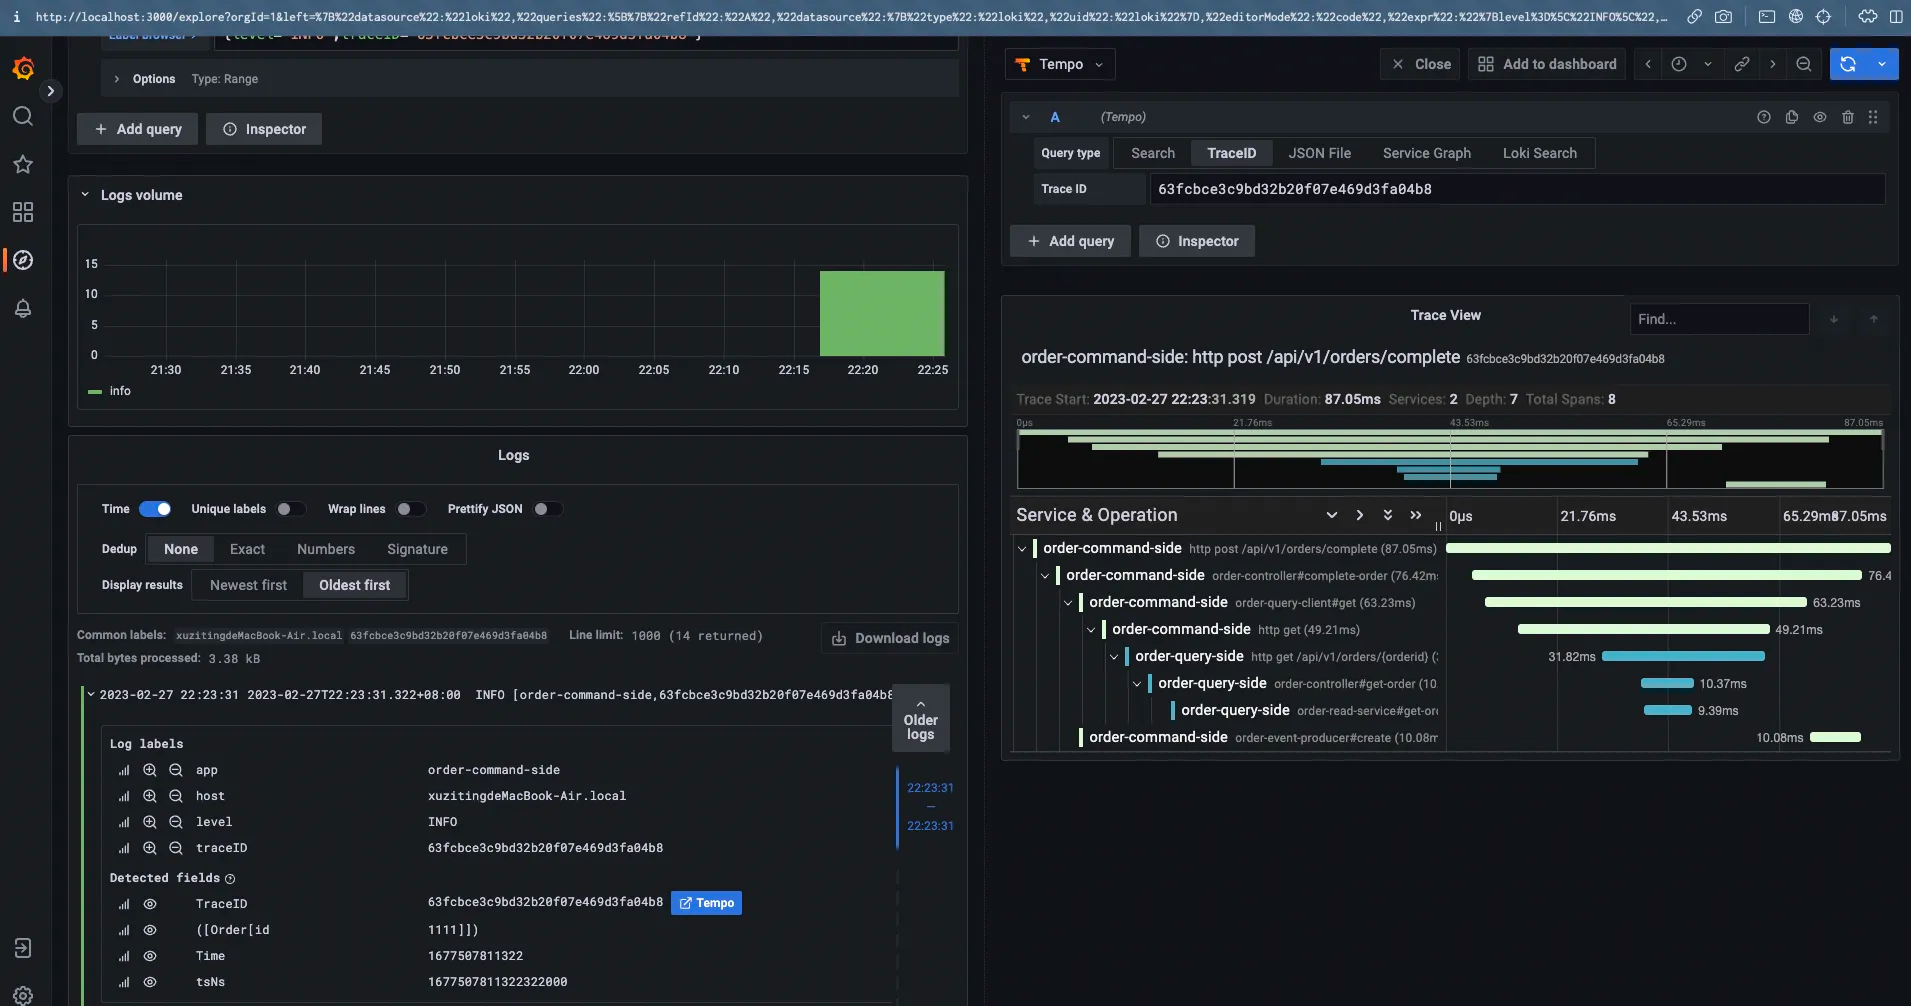 i http://localhost:3000/explore?orgId=1&left=%7B%22datasource%22:%22loki%22,%22queries%22:%5B%7B%22refId%22:%22A%22,%22datasource%22:%7B%22type%22:%22loki%22,%22uid%22:%22loki%22%7D,%22editorMode%22:%22code%22,%22expr%22:%22%7Blevel%3D%5C%22INFO%5C%22,...
Label browser
Options Type: Range
+ Add query Inspector
Logs volume
15
10
5
0
21:30 21:35 21:40 21:45 21:50 21:55 22:00 22:05 22:10 22:15 22:20 22:25
info
Logs
Time Unique labels Wrap lines Prettify JSON
Dedup None Exact Numbers Signature
Display results Newest first Oldest first
Common labels: xuzitingdeMacBook-Air.local 63fcbce3c9bd32b20f07e469d3fa04b8 Line limit: 1000 (14 returned) Download logs
Total bytes processed: 3.38 kB
2023-02-27 22:23:31 2023-02-27T22:23:31.322+08:00 INFO [order-command-side,63fcbce3c9bd32b20f07e469d3fa04b8
Older logs
Log labels
app order-command-side
host xuzitingdeMacBook-Air.local
level INFO
traceID 63fcbce3c9bd32b20f07e469d3fa04b8
22:23:31
—
22:23:31
Detected fields
TraceID 63fcbce3c9bd32b20f07e469d3fa04b8 Tempo
([Order[id 1111]])
Time 1677507811322
tsNs 1677507811322322000
Tempo Close Add to dashboard
A (Tempo)
Query type Search TraceID JSON File Service Graph Loki Search
Trace ID 63fcbce3c9bd32b20f07e469d3fa04b8
+ Add query Inspector
Trace View Find...
order-command-side: http post /api/v1/orders/complete 63fcbce3c9bd32b20f07e469d3fa04b8
Trace Start: 2023-02-27 22:23:31.319 Duration: 87.05ms Services: 2 Depth: 7 Total Spans: 8
0μs 21.76ms 43.53ms 65.29ms 87.05ms
Service & Operation 0μs 21.76ms 43.53ms 65.29ms 87.05ms
order-command-side http post /api/v1/orders/complete (87.05ms)
order-command-side order-controller#complete-order (76.42ms 76.4
order-command-side order-query-client#get (63.23ms) 63.23ms
order-command-side http get (49.21ms) 49.21ms
order-query-side http get /api/v1/orders/{orderid} (3 31.82ms
order-query-side order-controller#get-order (10. 10.37ms
order-query-side order-read-service#get-or 9.39ms
order-command-side order-event-producer#create (10.08m 10.08ms